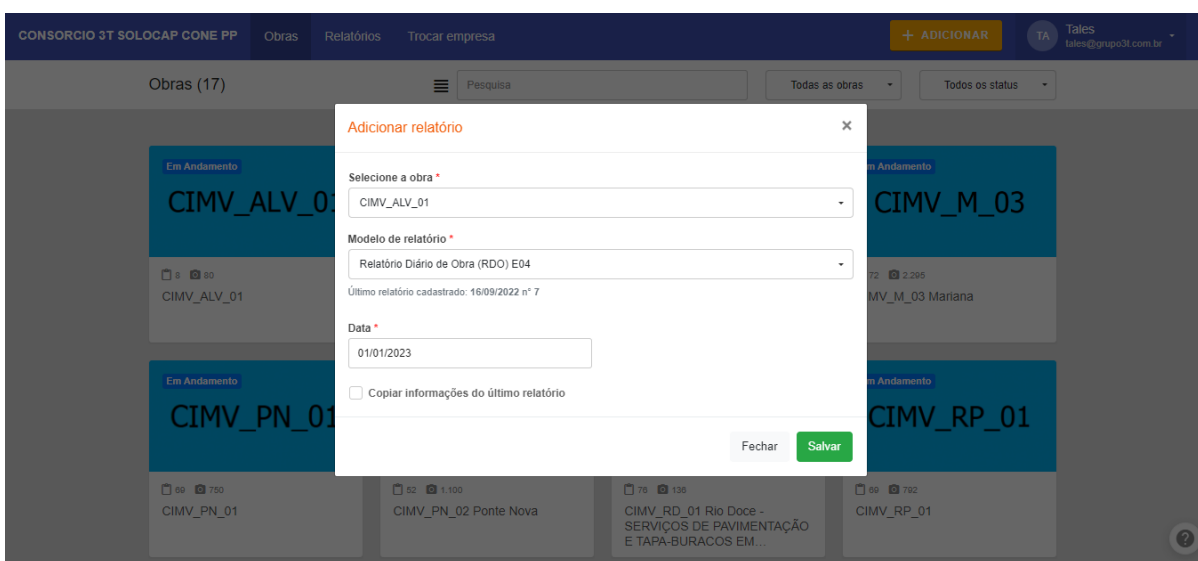 CONSORCIO 3T SOLOCAP CONE PP Obras Relatórios Trocar empresa + ADICIONAR TA Tales
tales@grupo3t.com.br
Obras (17) Pesquisa Todas as obras Todos os status
Adicionar relatório ×
Selecione a obra *
CIMV_ALV_01
Modelo de relatório *
Relatório Diário de Obra (RDO) E04
Último relatório cadastrado: 16/09/2022 n° 7
Data *
01/01/2023
Copiar informações do último relatório
Fechar Salvar
Em Andamento
CIMV_ALV_01
8 80
CIMV_ALV_01
m Andamento
CIMV_M_03
72 2.295
MV_M_03 Mariana
Em Andamento
CIMV_PN_01
69 750
CIMV_PN_01
52 1.100
CIMV_PN_02 Ponte Nova
78 136
CIMV_RD_01 Rio Doce -
SERVIÇOS DE PAVIMENTAÇÃO
E TAPA-BURACOS EM...
m Andamento
CIMV_RP_01
69 792
CIMV_RP_01
?